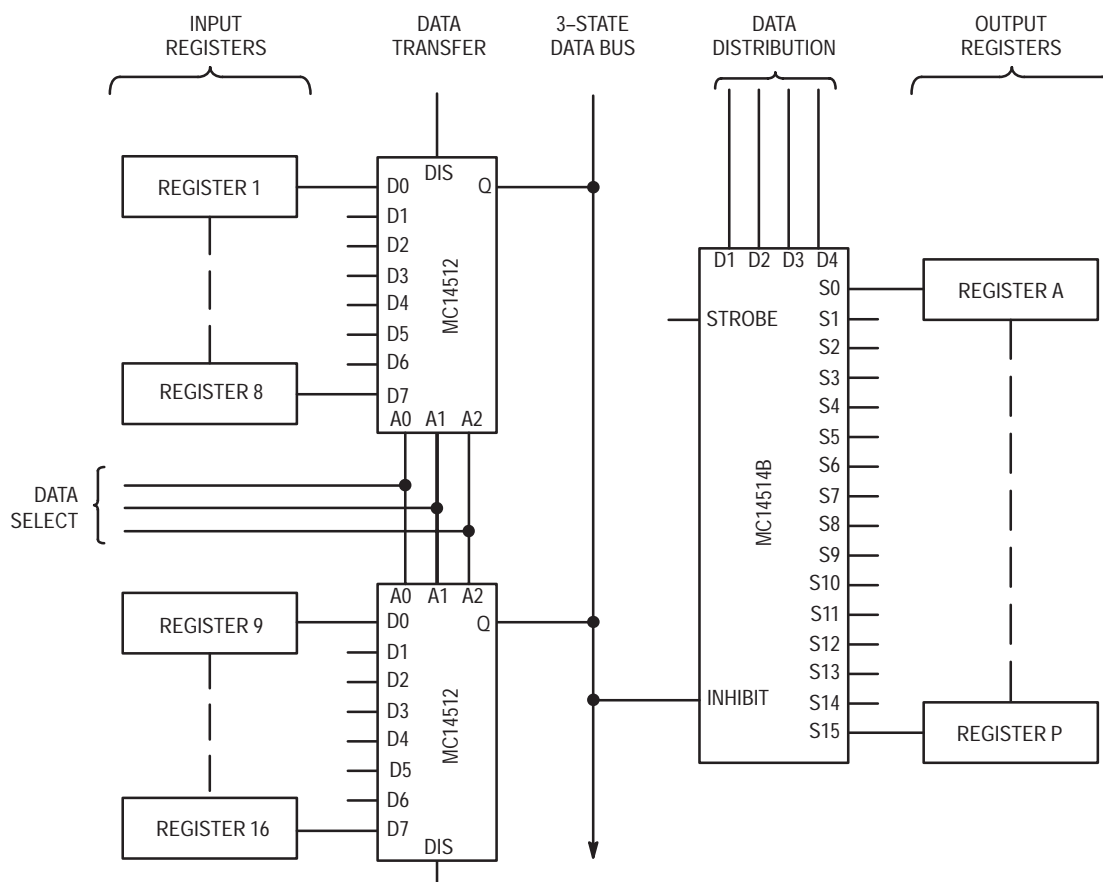 INPUT
REGISTERS
DATA
TRANSFER
3–STATE
DATA BUS
DATA
DISTRIBUTION
OUTPUT
REGISTERS
REGISTER 1
REGISTER 8
DIS
D0
Q
D1
D2
D3
D4
D5
D6
D7
MC14512
A0 A1 A2
DATA
SELECT
A0 A1 A2
REGISTER 9
REGISTER 16
D0
Q
D1
D2
D3
D4
D5
D6
D7
MC14512
DIS
D1 D2 D3 D4
STROBE
INHIBIT
MC14514B
S0
S1
S2
S3
S4
S5
S6
S7
S8
S9
S10
S11
S12
S13
S14
S15
REGISTER A
REGISTER P